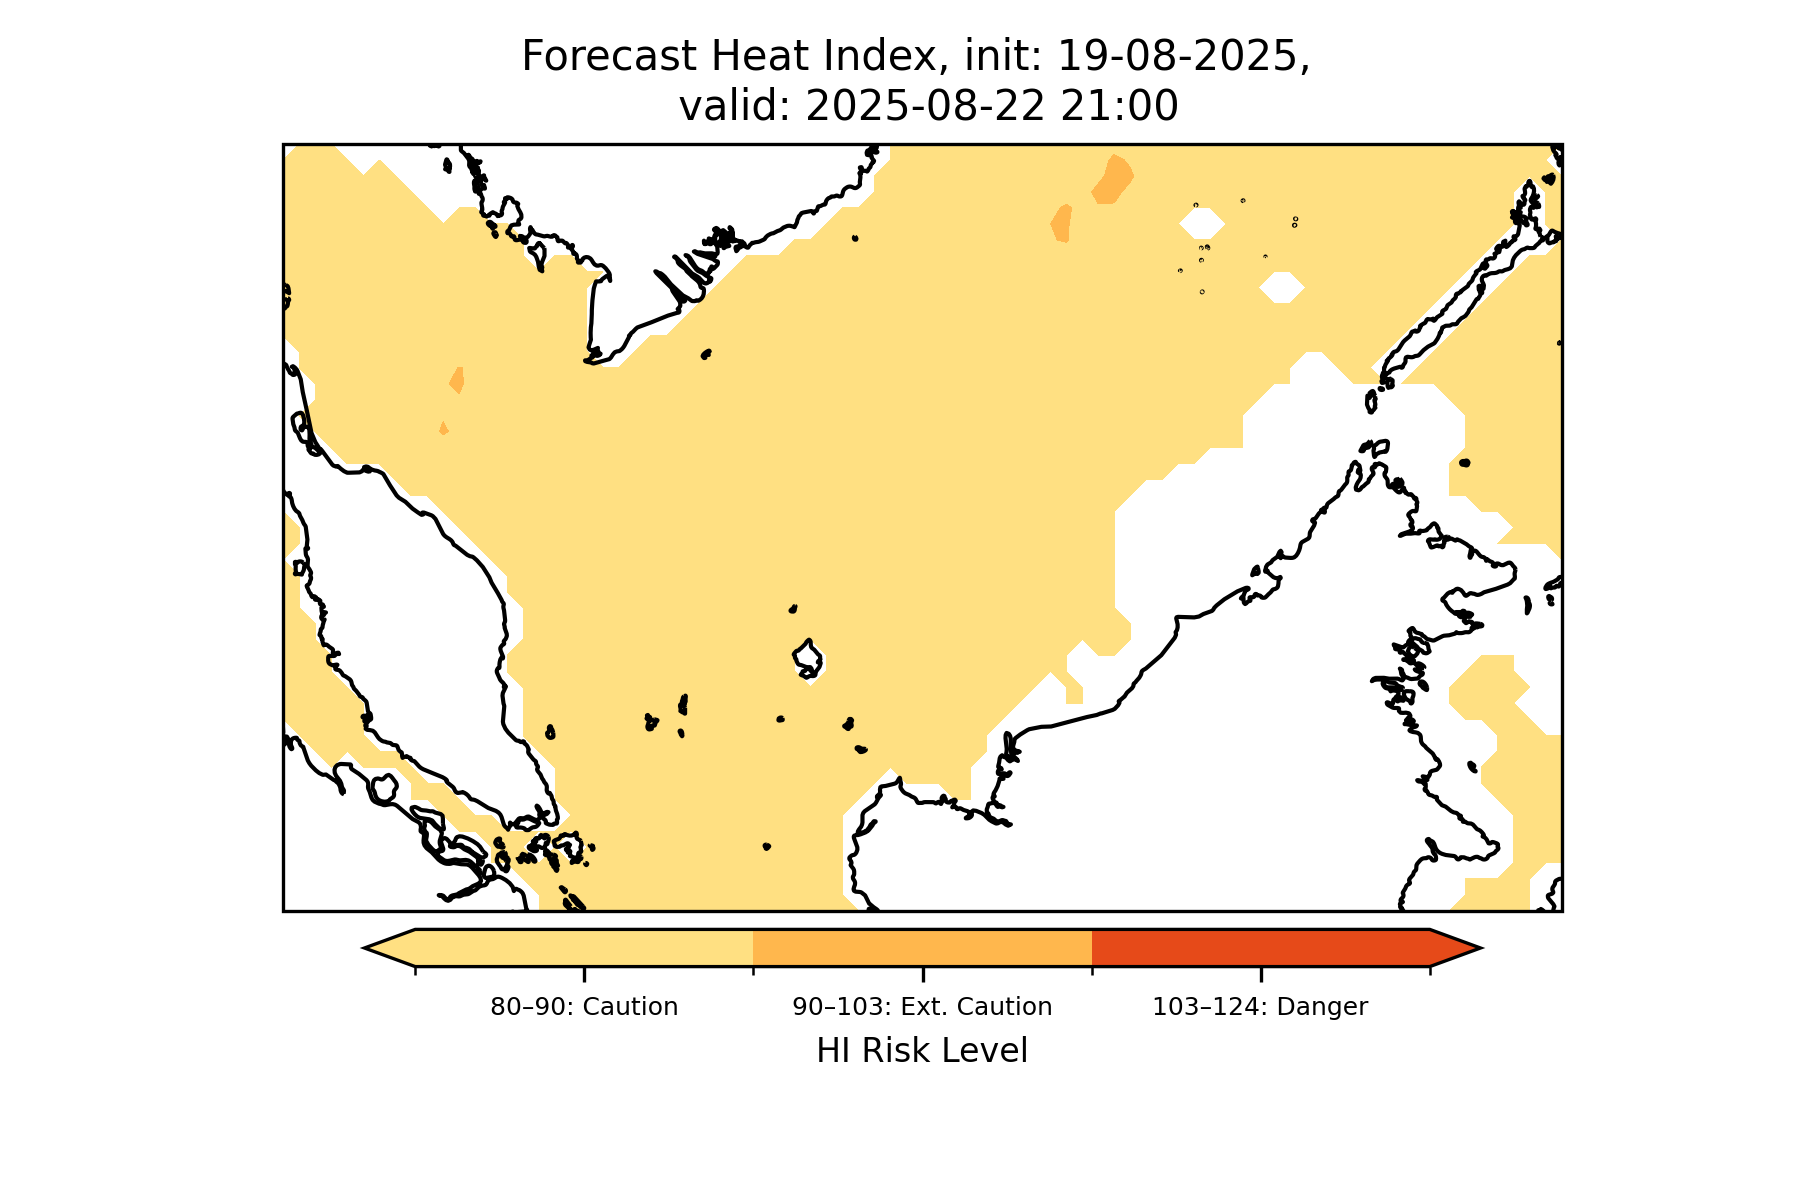 Forecast Heat Index, init: 19-08-2025,
valid: 2025-08-22 21:00
80–90: Caution
90–103: Ext. Caution
103–124: Danger
HI Risk Level